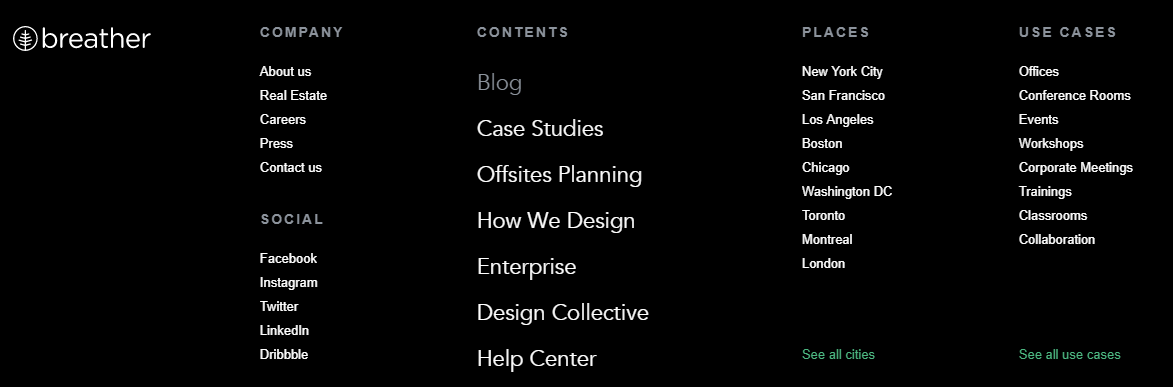 breather
COMPANY
About us
Real Estate
Careers
Press
Contact us
SOCIAL
Facebook
Instagram
Twitter
LinkedIn
Dribbble
CONTENTS
Blog
Case Studies
Offsites Planning
How We Design
Enterprise
Design Collective
Help Center
PLACES
New York City
San Francisco
Los Angeles
Boston
Chicago
Washington DC
Toronto
Montreal
London
See all cities
USE CASES
Offices
Conference Rooms
Events
Workshops
Corporate Meetings
Trainings
Classrooms
Collaboration
See all use cases